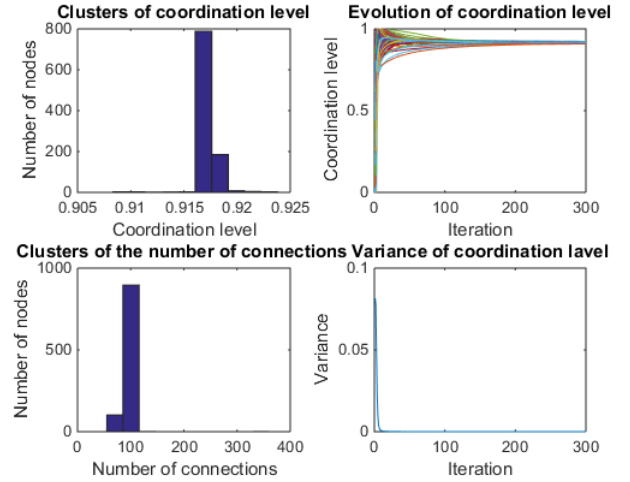 Clusters of coordination level
Number of nodes
800
600
400
200
0
0.905 0.91 0.915 0.92 0.925
Coordination level
Evolution of coordination level
Coordination level
1
0.5
0
0 100 200 300
Iteration
Clusters of the number of connections
Number of nodes
1000
500
0
0 100 200 300 400
Number of connections
Variance of coordination lavel
Variance
0.1
0.05
0
0 100 200 300
Iteration